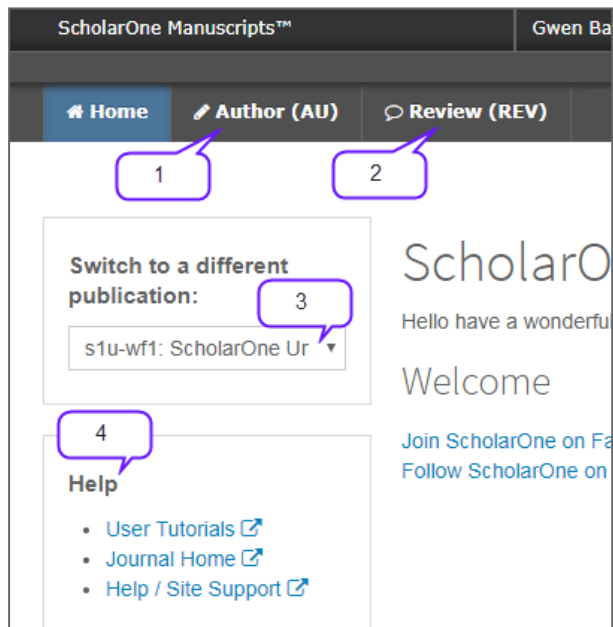 ScholarOne Manuscripts™ Gwen Ba
Home Author (AU) Review (REV)
1 2
Switch to a different
publication:
3
s1u-wf1: ScholarOne Ur
4
Help
User Tutorials
Journal Home
Help / Site Support
ScholarO
Hello have a wonderful
Welcome
Join ScholarOne on Fa
Follow ScholarOne on